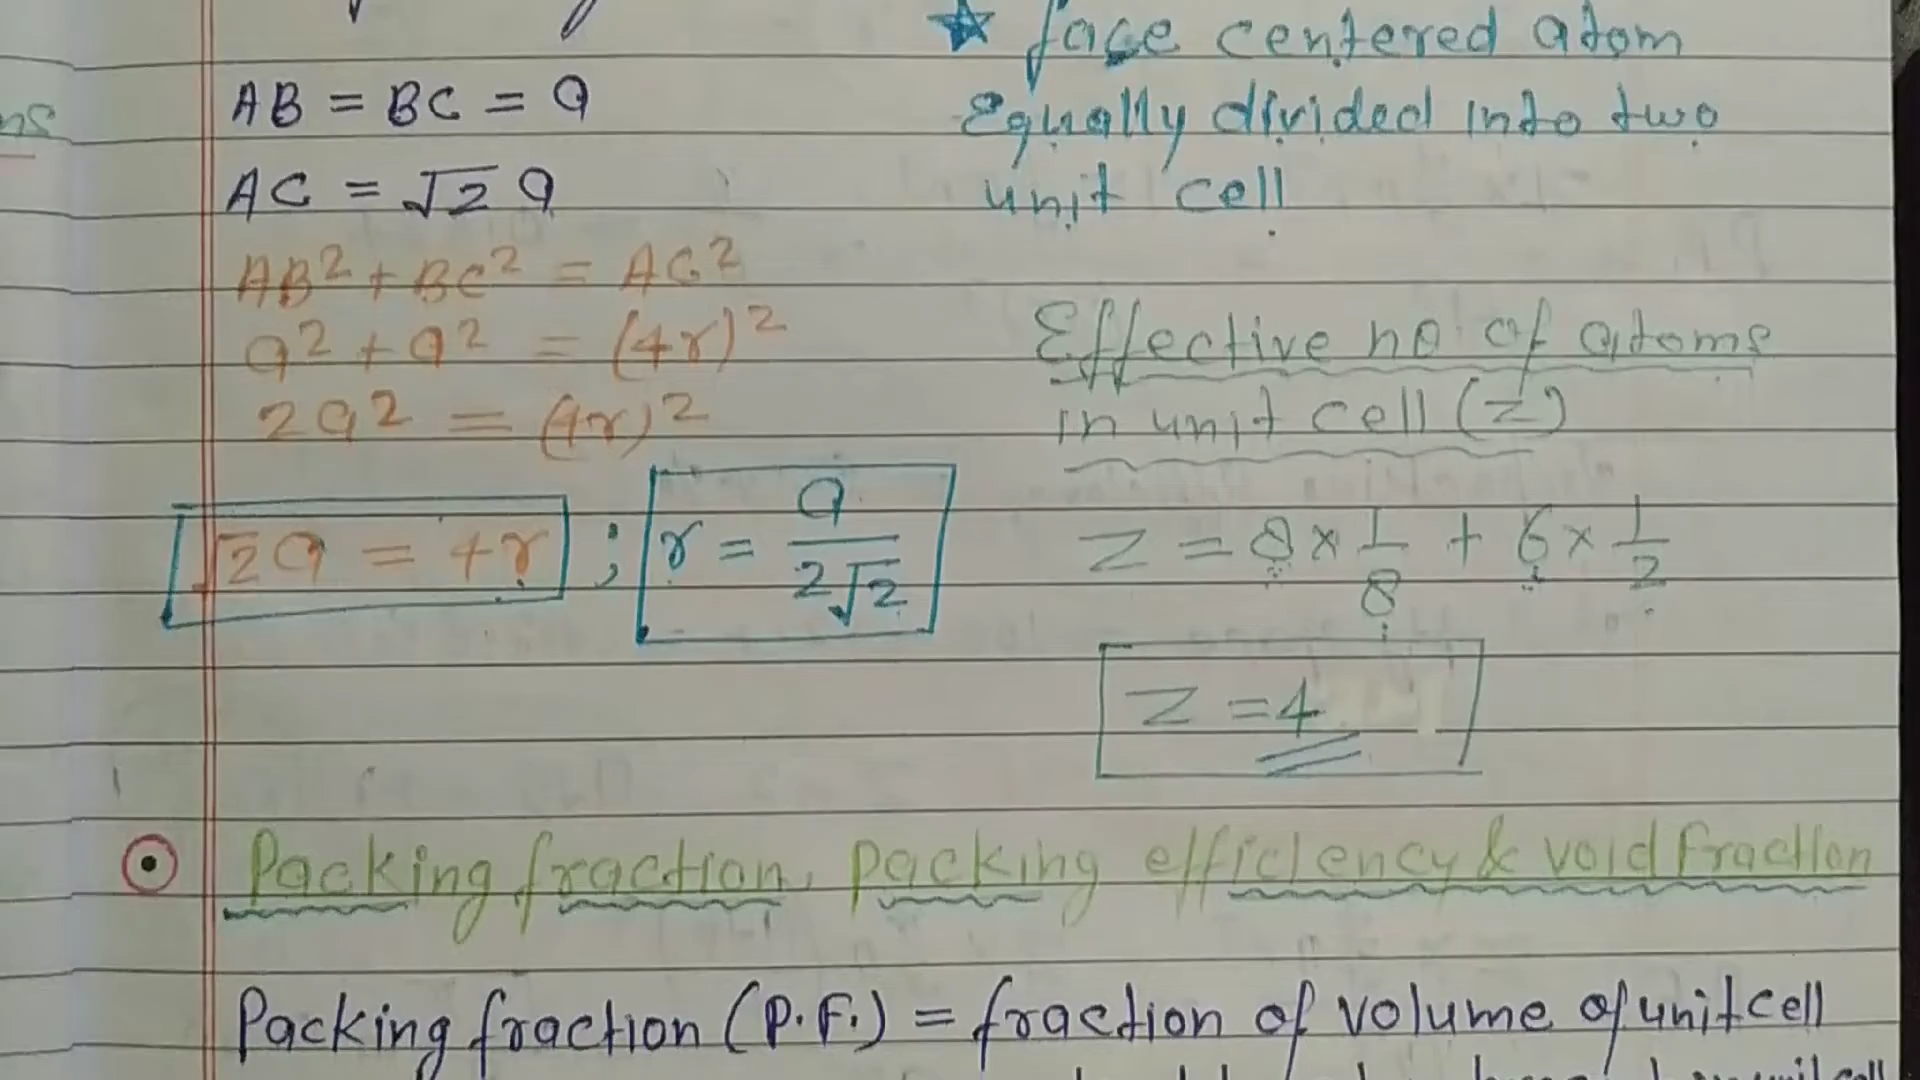 AB = BC = a
AC = √2 a
AB² + BC² = AC²
a² + a² = (4r)²
2a² = (4r)²
√2a = 4r ; r = a/2√2
☆ face centered atom
Equally divided into two
unit cell
Effective no of atoms
in unit cell (z)
Z = 8 × 1/8 + 6 × 1/2
Z = 4
Packing fraction, Packing efficiency & void fraction
Packing fraction (P.F.) = fraction of volume of unit cell